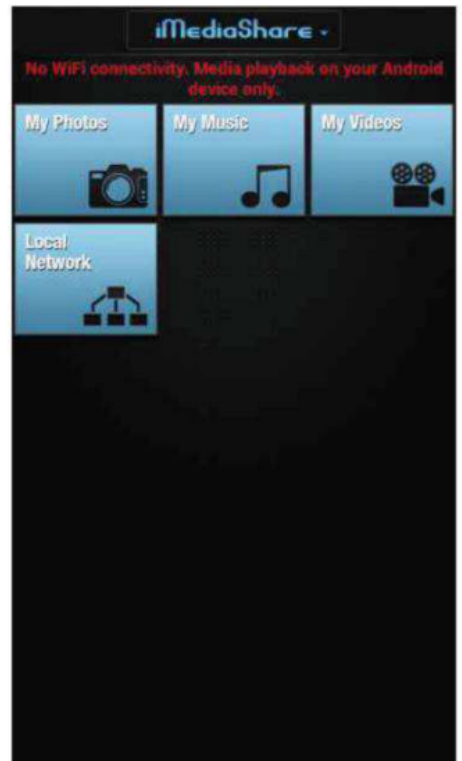 iMediaShare
No WiFi connectivity. Media playback on your Android
device only.
My Photos
My Music
My Videos
Local
Network